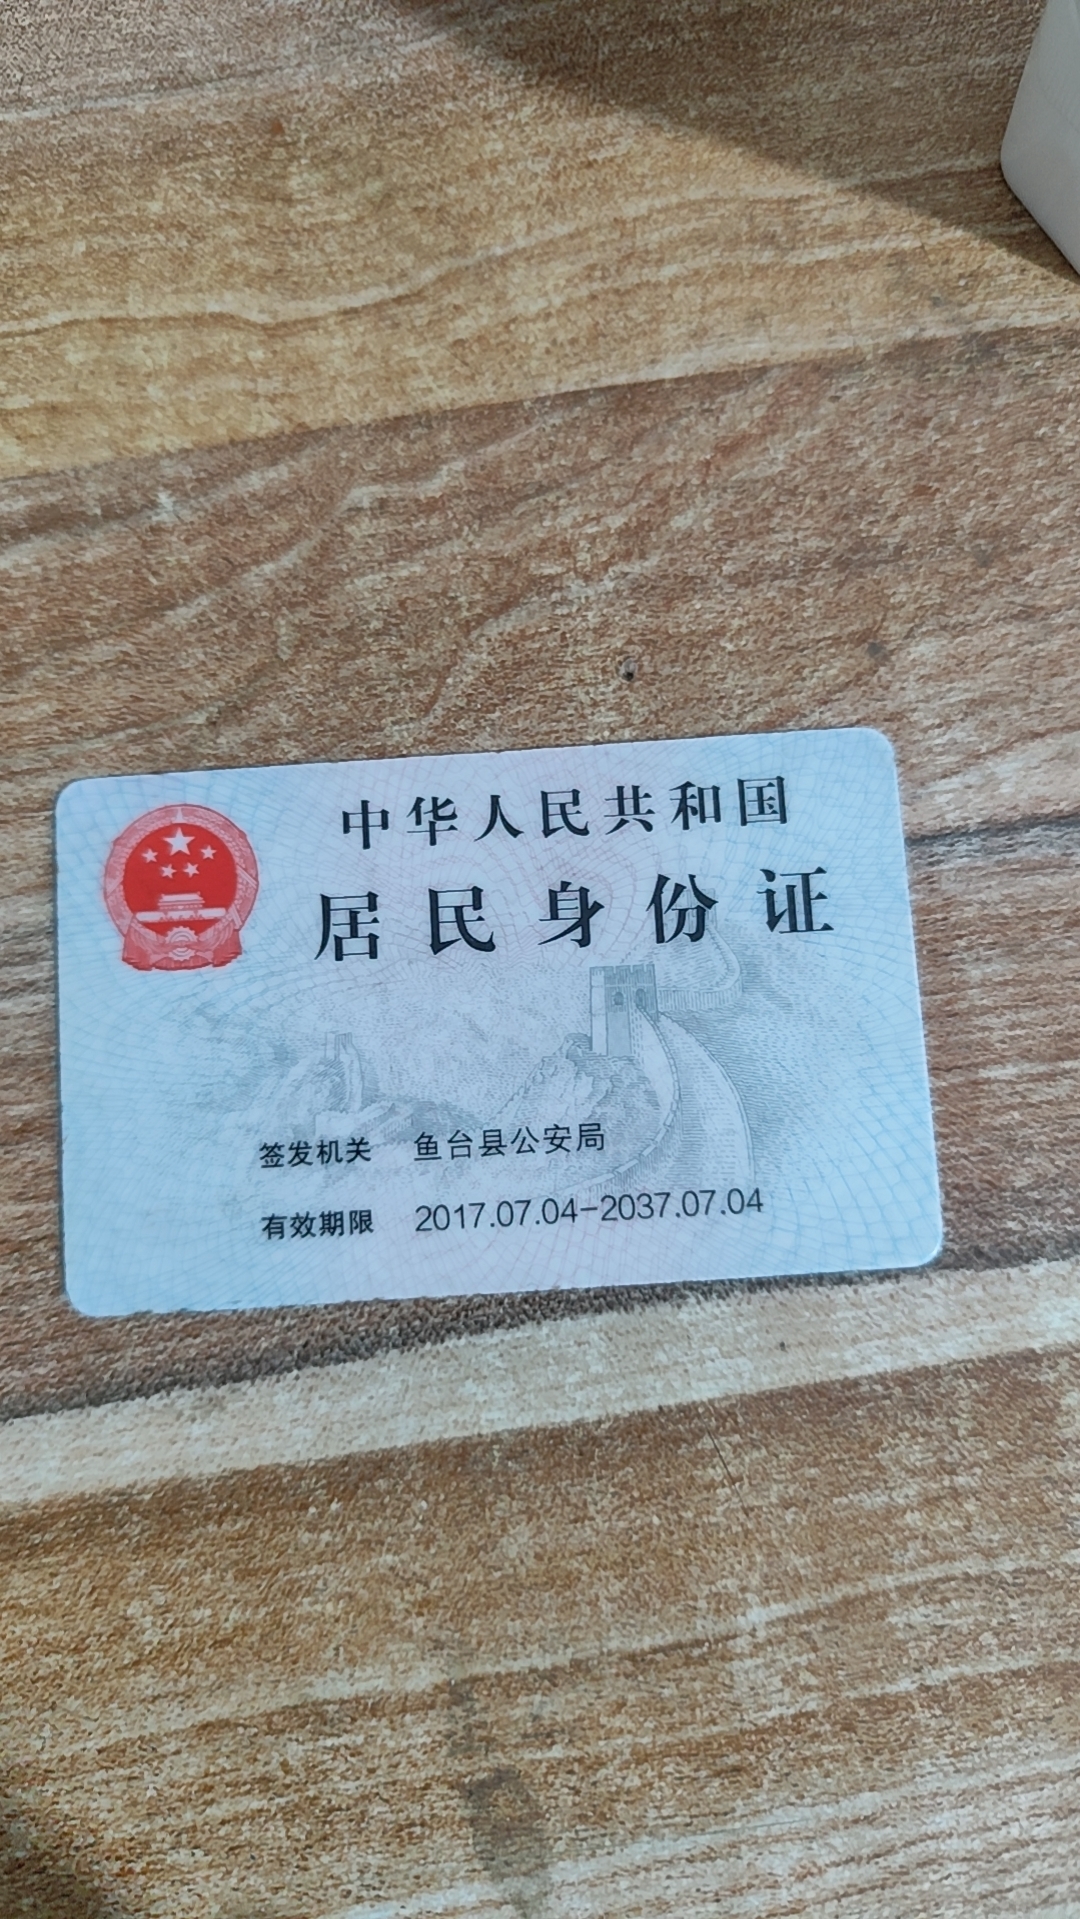 中华人民共和国
居民身份证
签发机关 鱼台县公安局
有效期限 2017.07.04-2037.07.04